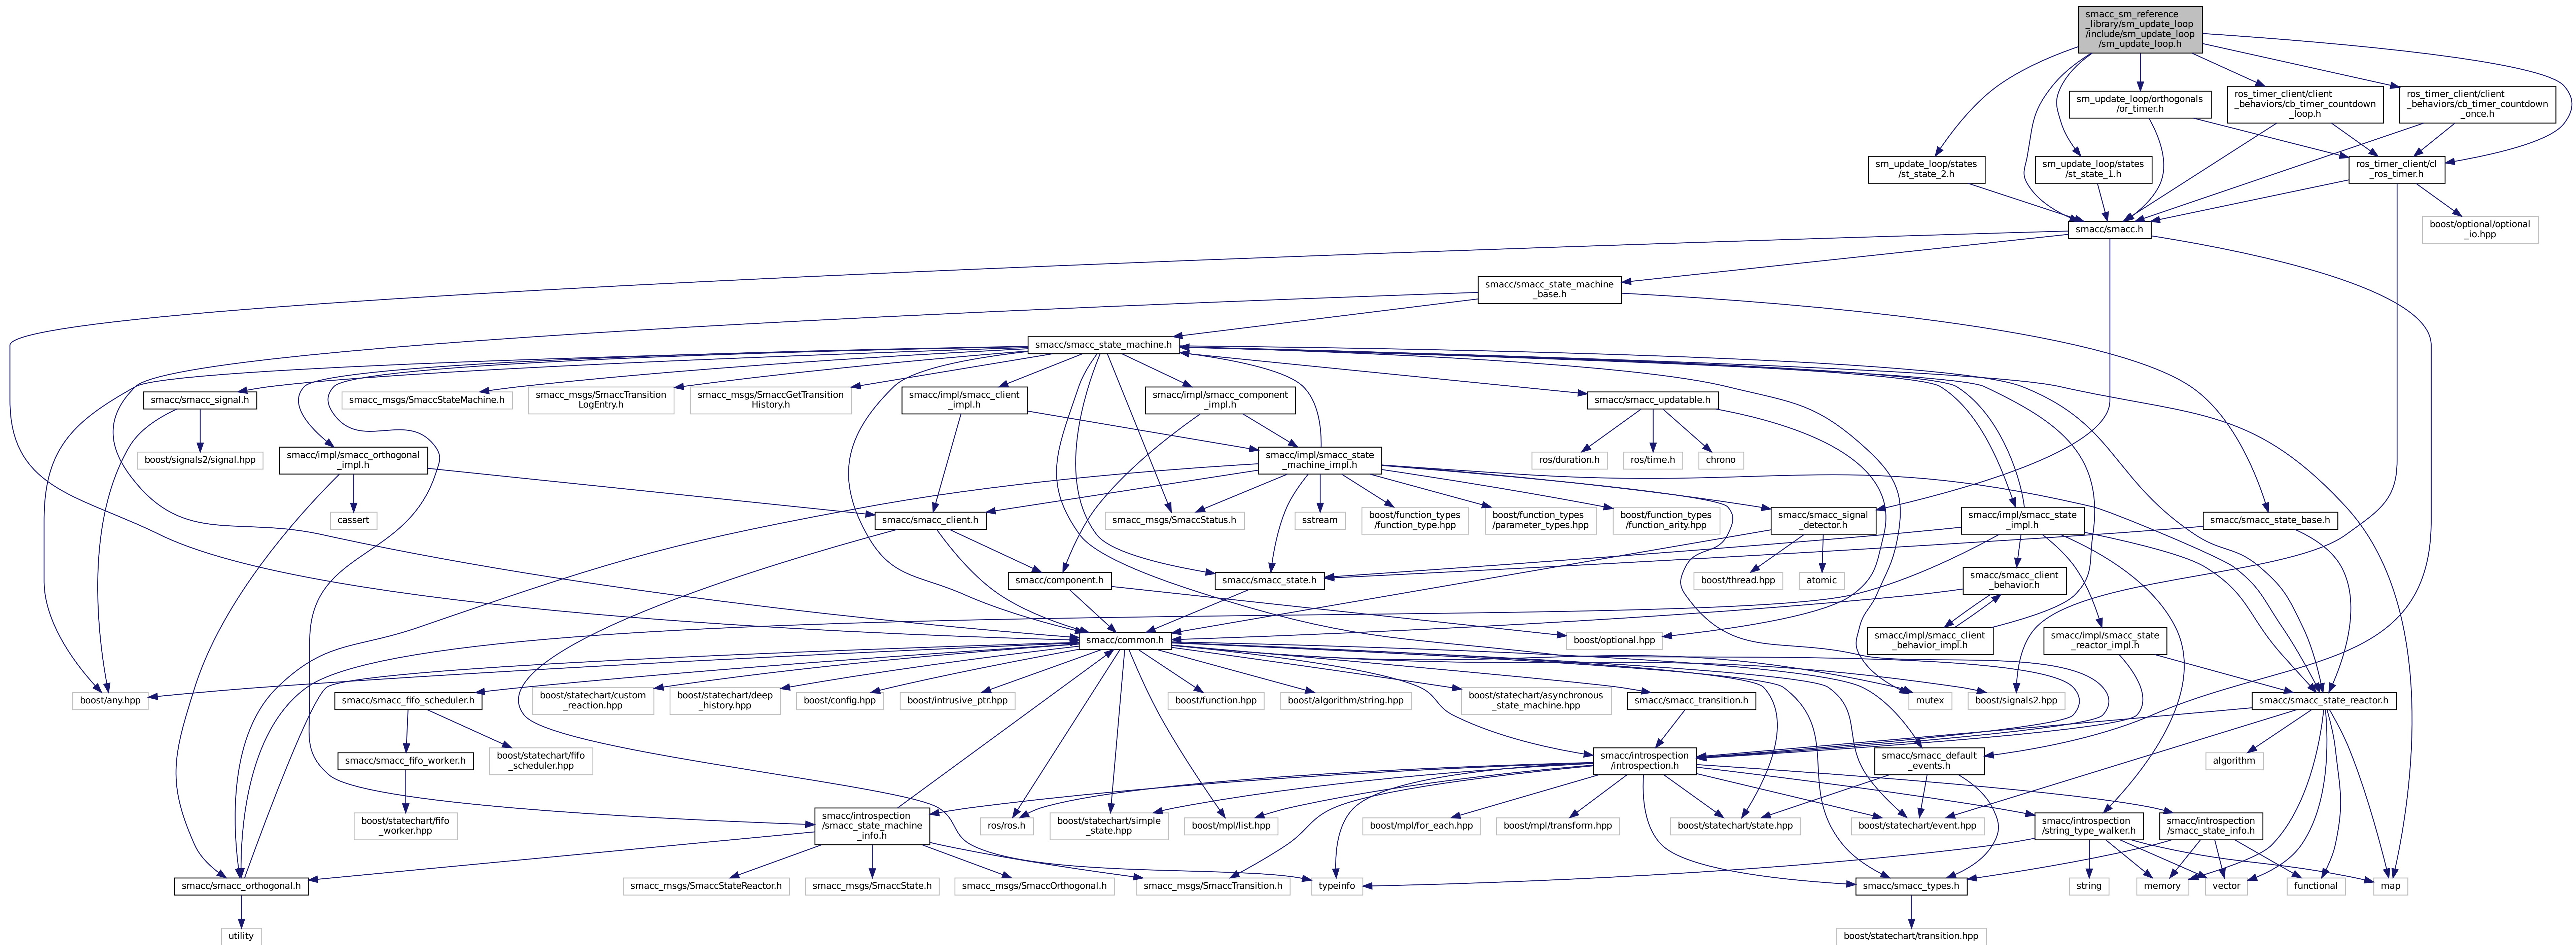 smacc_sm_reference
_library/sm_update_loop
/include/sm_update_loop
/sm_update_loop.h
sm_update_loop/orthogonals
/or_timer.h
ros_timer_client/client
_behaviors/cb_timer_countdown
_loop.h
ros_timer_client/client
_behaviors/cb_timer_countdown
_once.h
sm_update_loop/states
/st_state_2.h
sm_update_loop/states
/st_state_1.h
ros_timer_client/cl
_ros_timer.h
smacc/smacc.h
boost/optional/optional
_io.hpp
smacc/smacc_state_machine
_base.h
smacc/smacc_state_machine.h
smacc/smacc_signal.h
smacc_msgs/SmaccStateMachine.h
smacc_msgs/SmaccTransition
LogEntry.h
smacc_msgs/SmaccGetTransition
History.h
smacc/impl/smacc_client
_impl.h
smacc/impl/smacc_component
_impl.h
smacc/smacc_updatable.h
boost/signals2/signal.hpp
smacc/impl/smacc_orthogonal
_impl.h
smacc/impl/smacc_state
_machine_impl.h
ros/duration.h
ros/time.h
chrono
cassert
smacc/smacc_client.h
smacc_msgs/SmaccStatus.h
sstream
boost/function_types
/function_type.hpp
boost/function_types
/parameter_types.hpp
boost/function_types
/function_arity.hpp
smacc/smacc_signal
_detector.h
smacc/impl/smacc_state
_impl.h
smacc/smacc_state_base.h
smacc/component.h
smacc/smacc_state.h
boost/thread.hpp
atomic
smacc/smacc_client
_behavior.h
smacc/common.h
boost/optional.hpp
smacc/impl/smacc_client
_behavior_impl.h
smacc/impl/smacc_state
_reactor_impl.h
boost/any.hpp
smacc/smacc_fifo_scheduler.h
boost/statechart/custom
_reaction.hpp
boost/statechart/deep
_history.hpp
boost/config.hpp
boost/intrusive_ptr.hpp
boost/function.hpp
boost/algorithm/string.hpp
boost/statechart/asynchronous
_state_machine.hpp
smacc/smacc_transition.h
mutex
boost/signals2.hpp
smacc/smacc_state_reactor.h
smacc/smacc_fifo_worker.h
boost/statechart/fifo
_scheduler.hpp
smacc/introspection
/introspection.h
smacc/smacc_default
_events.h
algorithm
boost/statechart/fifo
_worker.hpp
smacc/introspection
/smacc_state_machine
_info.h
ros/ros.h
boost/statechart/simple
_state.hpp
boost/mpl/list.hpp
boost/mpl/for_each.hpp
boost/mpl/transform.hpp
boost/statechart/state.hpp
boost/statechart/event.hpp
smacc/introspection
/string_type_walker.h
smacc/introspection
/smacc_state_info.h
smacc/smacc_orthogonal.h
smacc_msgs/SmaccStateReactor.h
smacc_msgs/SmaccState.h
smacc_msgs/SmaccOrthogonal.h
smacc_msgs/SmaccTransition.h
typeinfo
smacc/smacc_types.h
string
memory
vector
functional
map
utility
boost/statechart/transition.hpp